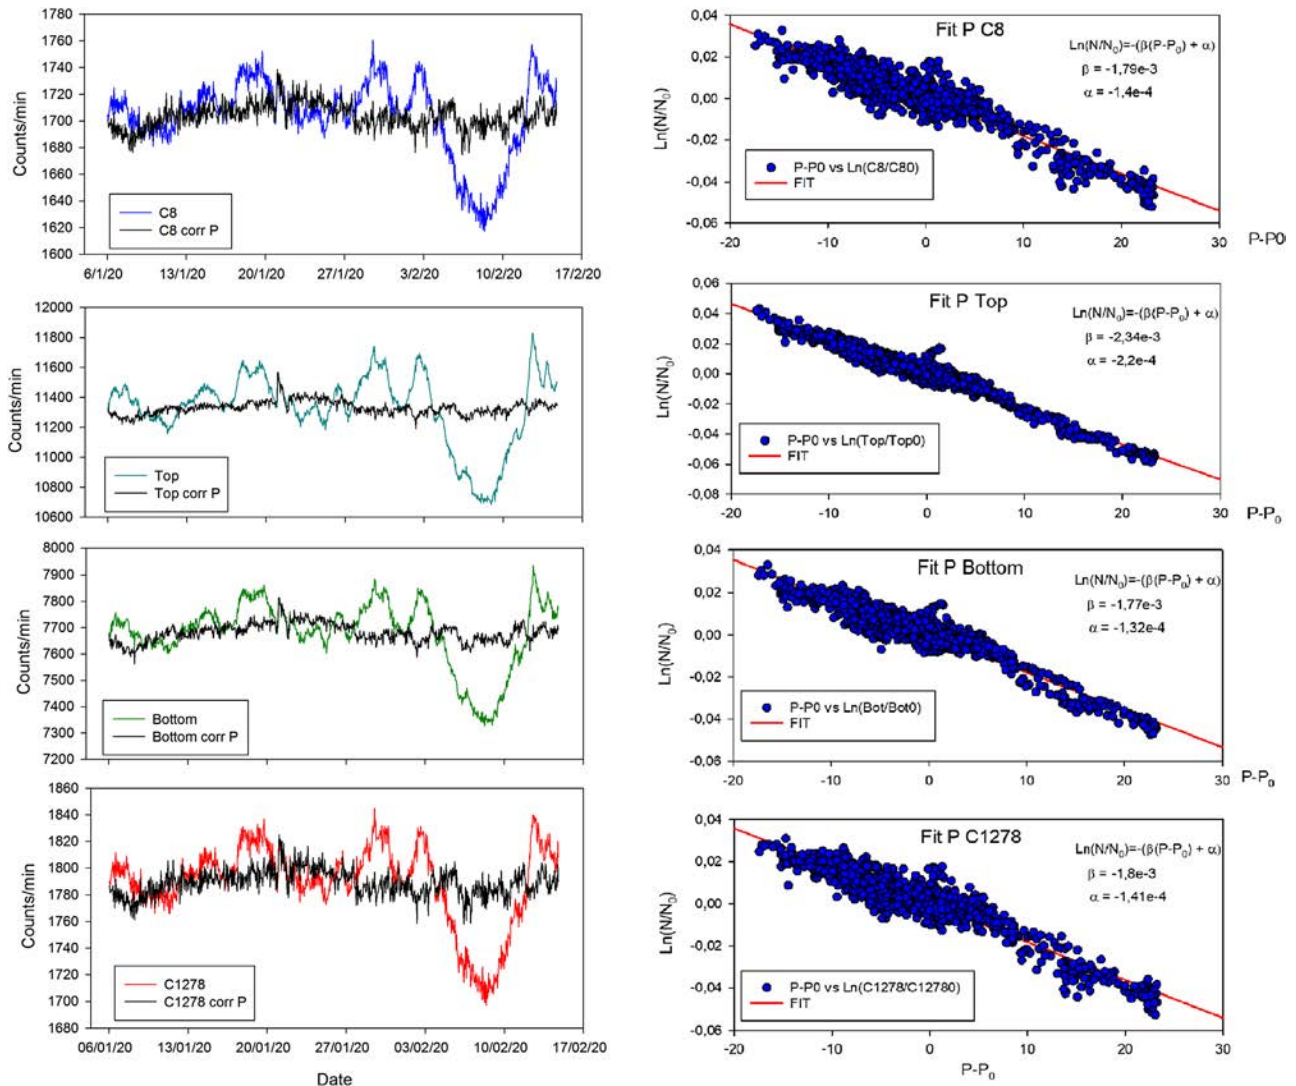 1780
1760
1740
1720
1700
1680
1660
1640
1620
1600
Counts/min
C8
C8 corr P
6/1/20 13/1/20 20/1/20 27/1/20 3/2/20 10/2/20 17/2/20
0,04
0,02
0,00
-0,02
-0,04
-0,06
Ln(N/N0)
Fit P C8
Ln(N/N0)=-(β(P-P0) + α)
β = -1,79e-3
α = -1,4e-4
P-P0 vs Ln(C8/C80)
FIT
-20 -10 0 10 20 30
P-P0
12000
11800
11600
11400
11200
11000
10800
10600
Counts/min
Top
Top corr P
0,06
0,04
0,02
0,00
-0,02
-0,04
-0,06
-0,08
Ln(N/N0)
Fit P Top
Ln(N/N0)=-(β(P-P0) + α)
β = -2,34e-3
α = -2,2e-4
P-P0 vs Ln(Top/Top0)
FIT
-20 -10 0 10 20 30
P-P0
8000
7900
7800
7700
7600
7500
7400
7300
7200
Counts/min
Bottom
Bottom corr P
0,04
0,02
0,00
-0,02
-0,04
-0,06
Ln(N/N0)
Fit P Bottom
Ln(N/N0)=-(β(P-P0) + α)
β = -1,77e-3
α = -1,32e-4
P-P0 vs Ln(Bot/Bot0)
FIT
-20 -10 0 10 20 30
P-P0
1860
1840
1820
1800
1780
1760
1740
1720
1700
1680
Counts/min
C1278
C1278 corr P
06/01/20 13/01/20 20/01/20 27/01/20 03/02/20 10/02/20 17/02/20
Date
0,04
0,02
0,00
-0,02
-0,04
-0,06
Ln(N/N0)
Fit P C1278
Ln(N/N0)=-(β(P-P0) + α)
β = -1,8e-3
α = -1,41e-4
P-P0 vs Ln(C1278/C12780)
FIT
-20 -10 0 10 20 30
P-P0